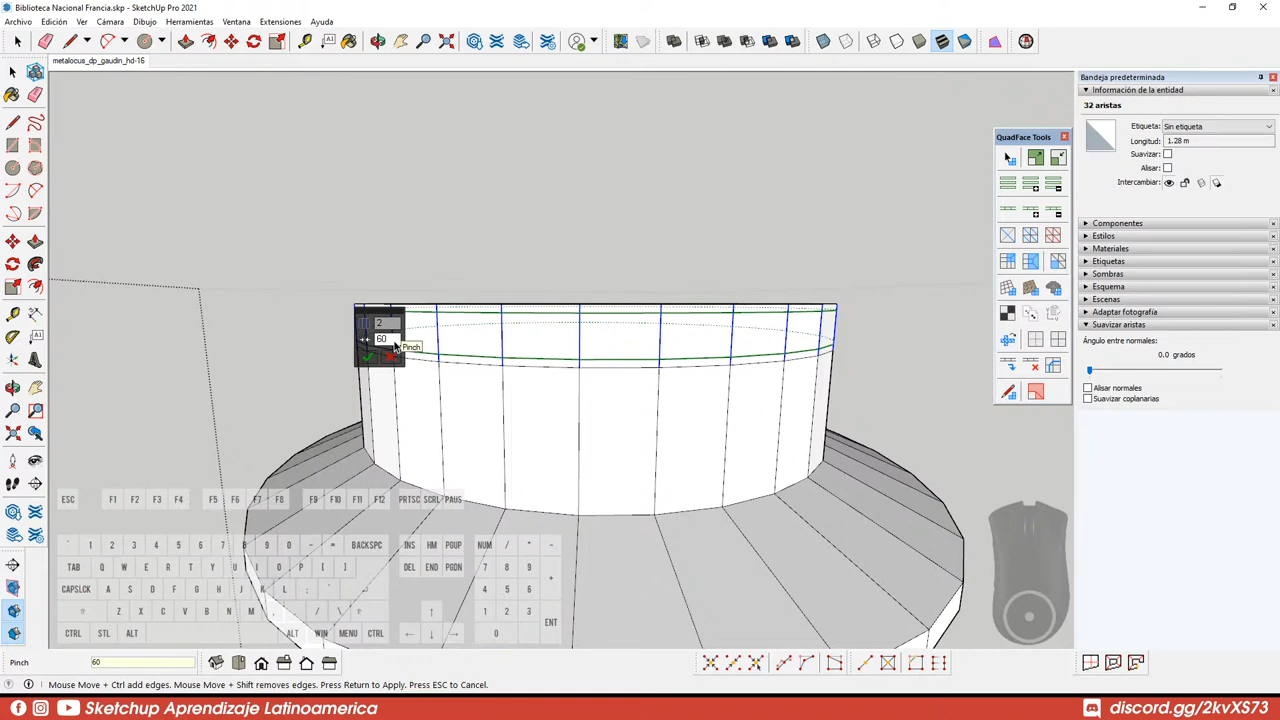 Biblioteca Nacional Francia.skp - SketchUp Pro 2021
Archivo Edición Ver Cámara Dibujo Herramientas Ventana Extensiones Ayuda
metalocus_dp_gaudin_hd-16
Bandeja predeterminada
Información de la entidad
32 aristas
Etiqueta: Sin etiqueta
Longitud: 1.28 m
Suavizar:
Alisar:
Intercambiar:
QuadFace Tools
Componentes
Estilos
Materiales
Etiquetas
Sombras
Esquema
Escenas
Adaptar fotografía
Suavizar aristas
Ángulo entre normales:
0.0 grados
Alisar normales
Suavizar coplanarias
2
60
Pinch
ESC F1 F2 F3 F4 F5 F6 F7 F8 F9 F10 F11 F12 PRTSC SCRL PAUS
` 1 2 3 4 5 6 7 8 9 0 - = BACKSPC INS HM PGUP NUM / * -
TAB Q W E R T Y U I O P [ ] \ DEL END PGDN 7 8 9 +
CAPSLCK A S D F G H J K L ; ' 4 5 6
⇧ Z X C V B N M , . / ⇧ ↑ 1 2 3 ENT
CTRL STL ALT ALT WIN MENU CTRL ← ↓ → 0 .
Pinch 60
Mouse Move + Ctrl add edges. Mouse Move + Shift removes edges. Press Return to Apply. Press ESC to Cancel.
Sketchup Aprendizaje Latinoamerica
discord.gg/2kvXS73